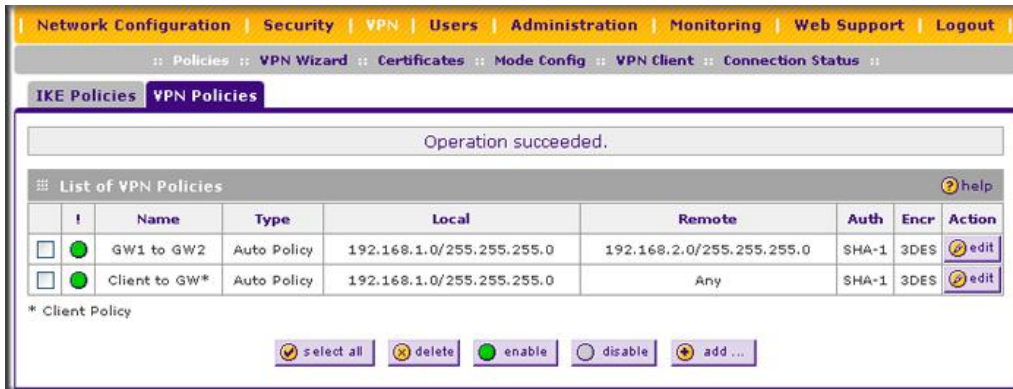 Network Configuration | Security | VPN | Users | Administration | Monitoring | Web Support | Logout |
:: Policies :: VPN Wizard :: Certificates :: Mode Config :: VPN Client :: Connection Status ::
IKE Policies VPN Policies
Operation succeeded.
List of VPN Policies ? help
! Name Type Local Remote Auth Encr Action
GW1 to GW2 Auto Policy 192.168.1.0/255.255.255.0 192.168.2.0/255.255.255.0 SHA-1 3DES edit
Client to GW* Auto Policy 192.168.1.0/255.255.255.0 Any SHA-1 3DES edit
* Client Policy
select all delete enable disable add ...